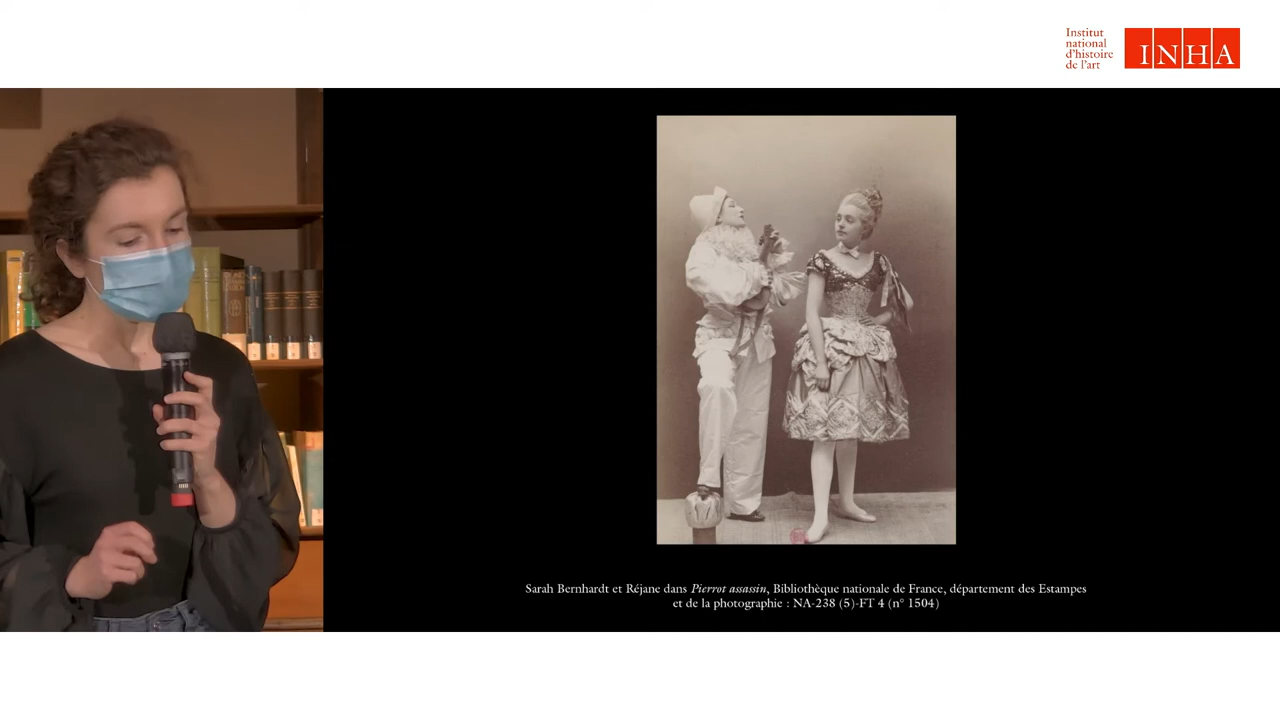 Institut
national
d'histoire
de l'art
INHA
Sarah Bernhardt et Réjane dans Pierrot assassin, Bibliothèque nationale de France, département des Estampes
et de la photographie : NA-238 (5)-FT 4 (n° 1504)